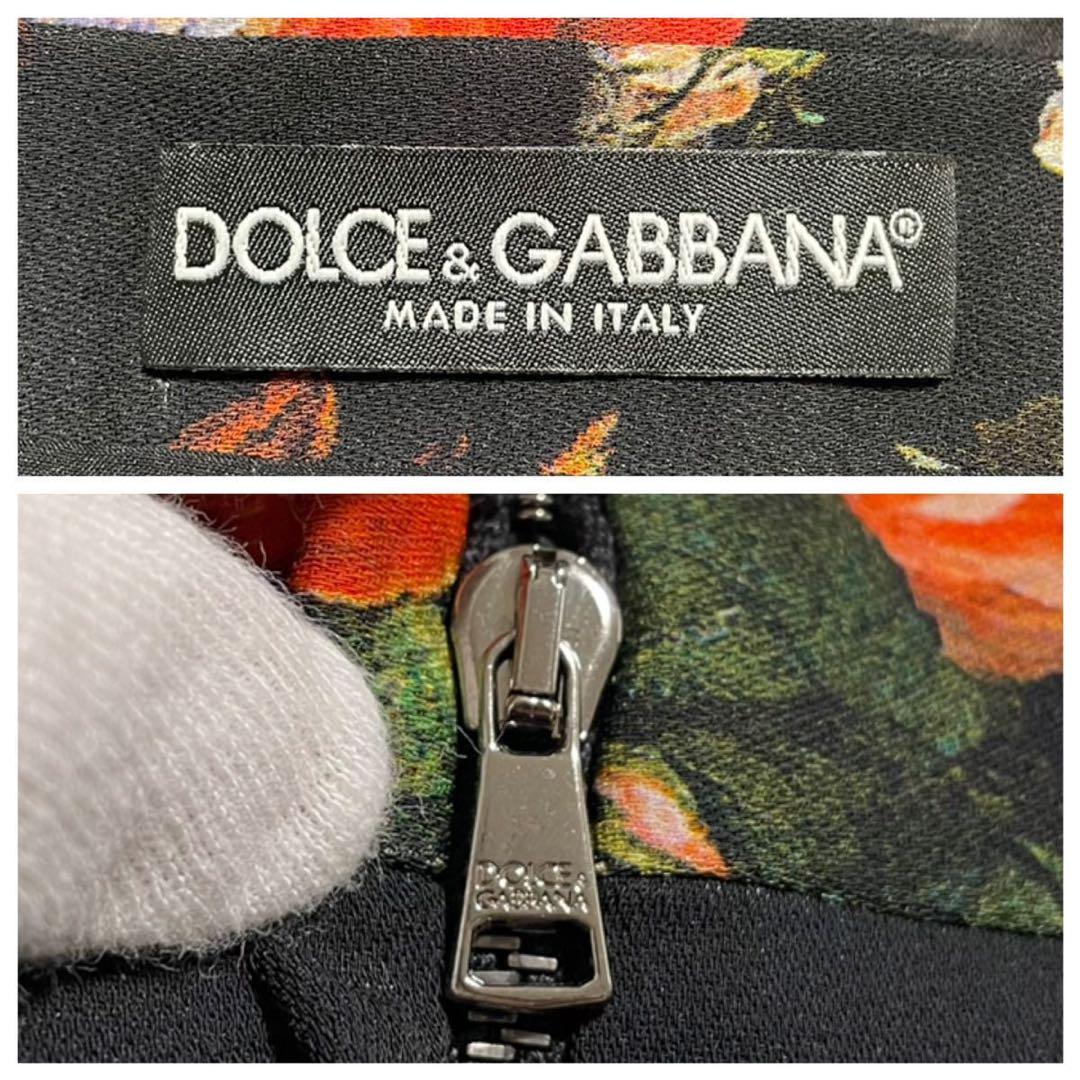 DOLCE & GABBANA®
MADE IN ITALY
DOLCE &
GABBANA